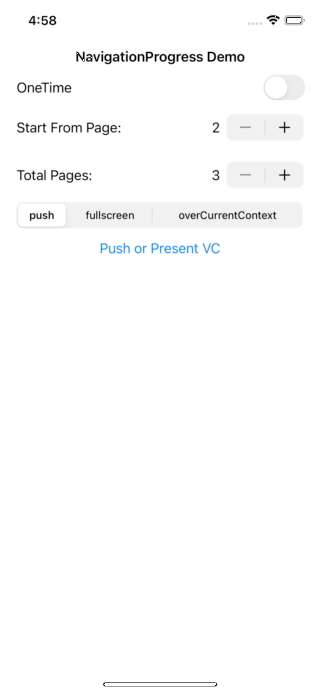 4:58
NavigationProgress Demo
OneTime
Start From Page: 2 − +
Total Pages: 3 − +
push fullscreen overCurrentContext
Push or Present VC